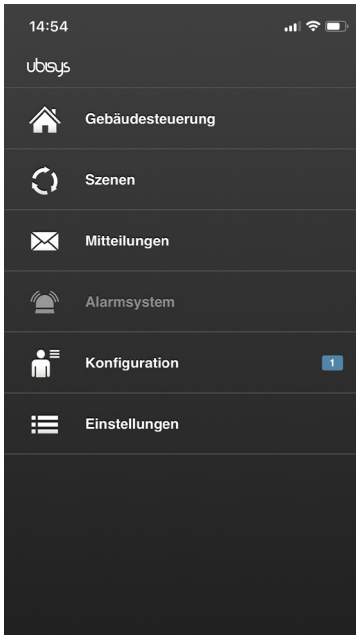 14:54
ubisys
Gebäudesteuerung
Szenen
Mitteilungen
Alarmsystem
Konfiguration
1
Einstellungen